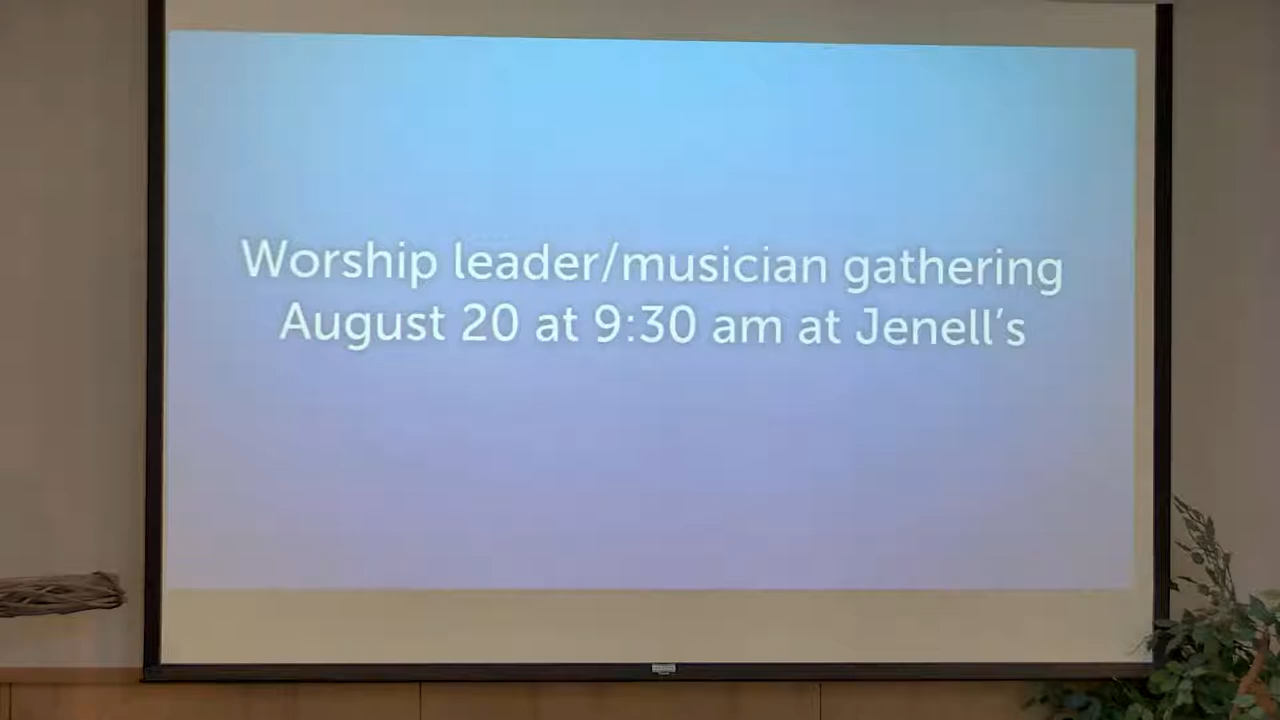 Worship leader/musician gathering
August 20 at 9:30 am at Jenell’s